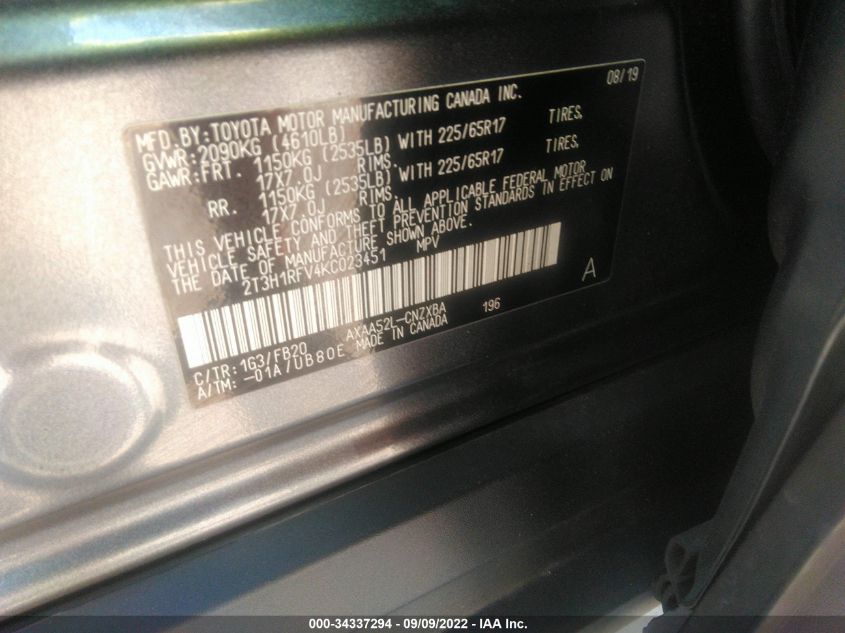 MFD.BY:TOYOTA MOTOR MANUFACTURING CANADA INC. 08/19
GVWR:2090KG (4610LB)
GAWR:FRT. 1150KG (2535LB) WITH 225/65R17 TIRES,
17X7.0J RIMS.
RR. 1150KG (2535LB) WITH 225/65R17 TIRES,
17X7.0J RIMS.
THIS VEHICLE CONFORMS TO ALL APPLICABLE FEDERAL MOTOR
VEHICLE SAFETY AND THEFT PREVENTION STANDARDS IN EFFECT ON
THE DATE OF MANUFACTURE SHOWN ABOVE.
2T3H1RFV4KC023451 MPV
A
C/TR:1G3/FB20 AXAA52L-CNZXBA 196
A/TM:-01A/UB80E MADE IN CANADA
000-34337294 - 09/09/2022 - IAA Inc.